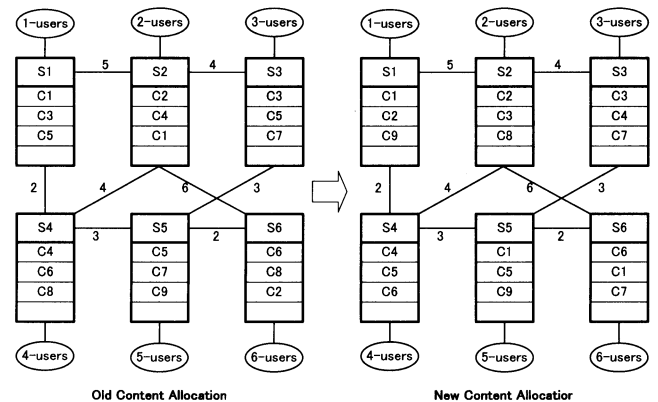 1-users 2-users 3-users 1-users 2-users 3-users
S1 5 S2 4 S3 S1 5 S2 4 S3
C1 C2 C3 C1 C2 C3
C3 C4 C5 C2 C3 C4
C5 C1 C7 C9 C8 C7
2 4 6 3 2 4 6 3
S4 S5 S6 S4 S5 S6
3 2 3 2
C4 C5 C6 C4 C1 C6
C6 C7 C8 C5 C5 C1
C8 C9 C2 C6 C9 C7
4-users 5-users 6-users 4-users 5-users 6-users
Old Content Allocation New Content Allocatior